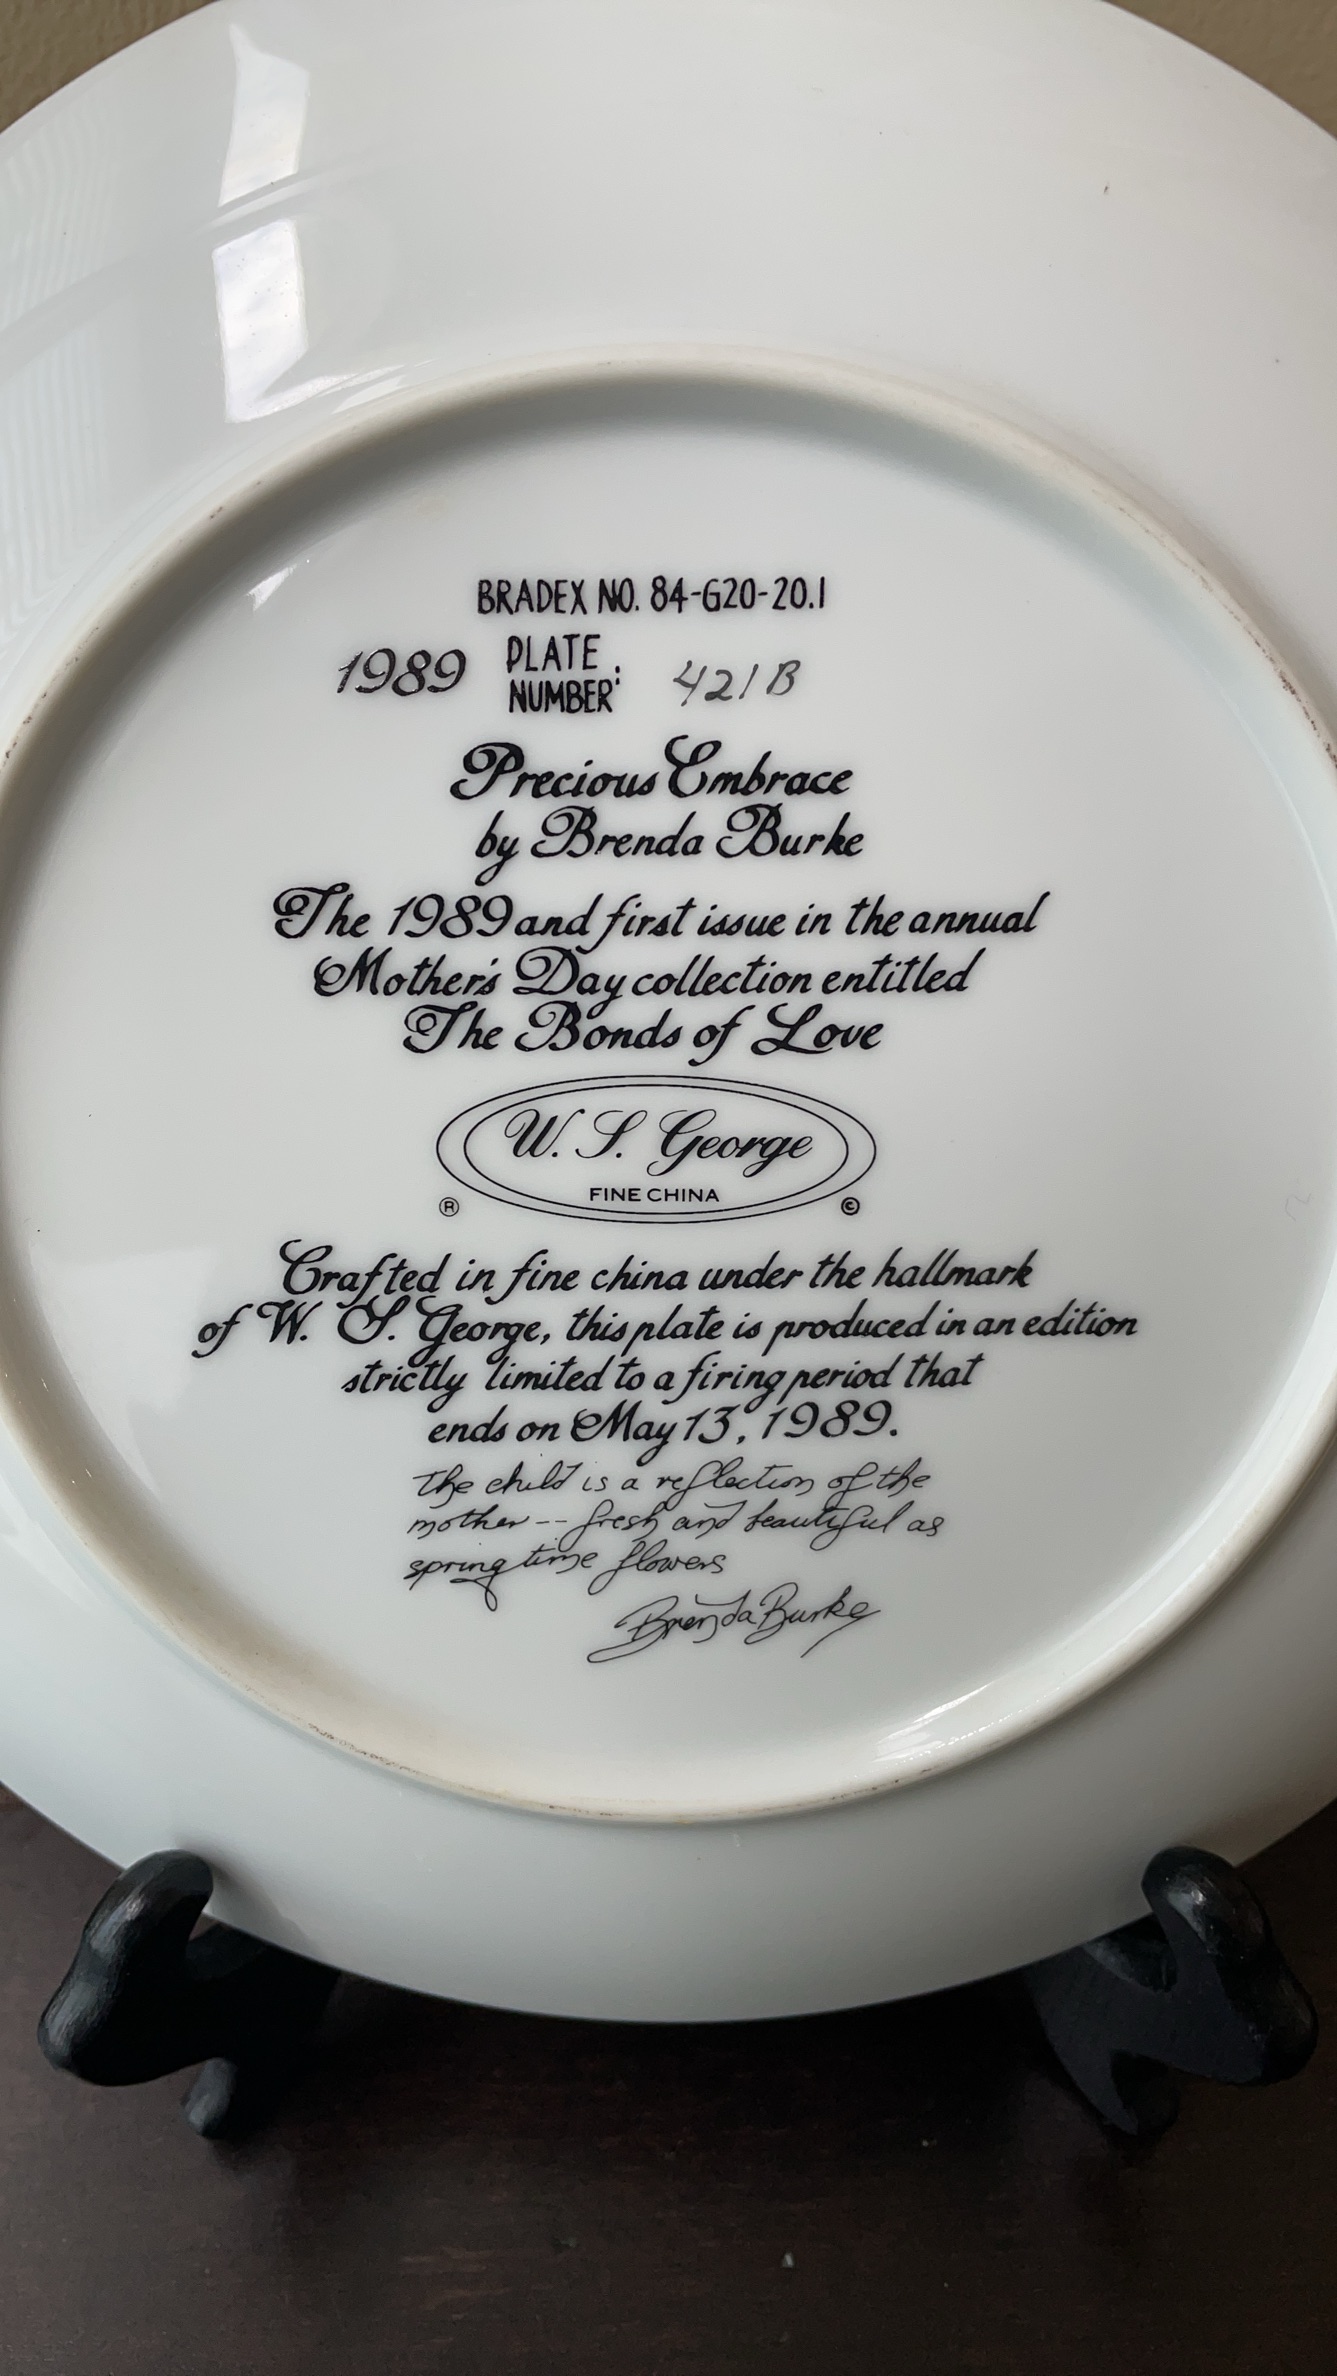 BRADEX NO. 84-G20-20.1
1989 PLATE NUMBER: 421B
Precious Embrace
by Brenda Burke
The 1989 and first issue in the annual
Mother's Day collection entitled
The Bonds of Love
W. S. George
FINE CHINA
® ©
Crafted in fine china under the hallmark
of W. S. George, this plate is produced in an edition
strictly limited to a firing period that
ends on May 13, 1989.
The child is a reflection of the
mother -- fresh and beautiful as
springtime flowers
Brenda Burke